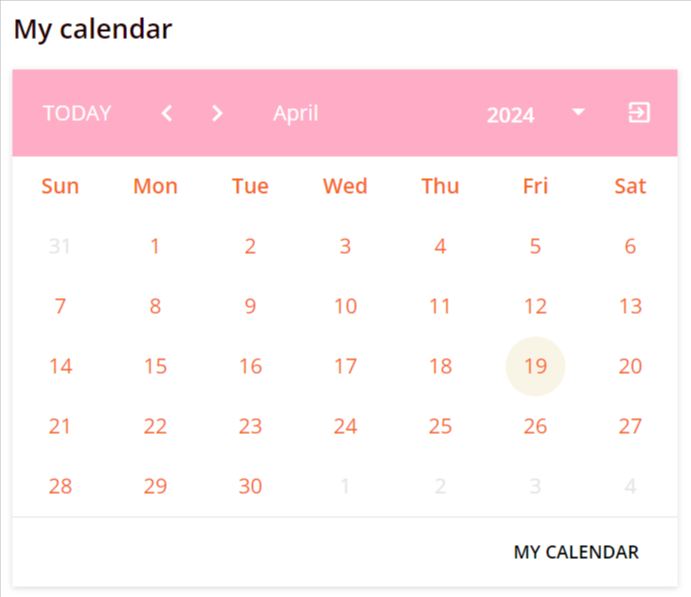 My calendar
TODAY April 2024
Sun Mon Tue Wed Thu Fri Sat
31 1 2 3 4 5 6
7 8 9 10 11 12 13
14 15 16 17 18 19 20
21 22 23 24 25 26 27
28 29 30 1 2 3 4
MY CALENDAR